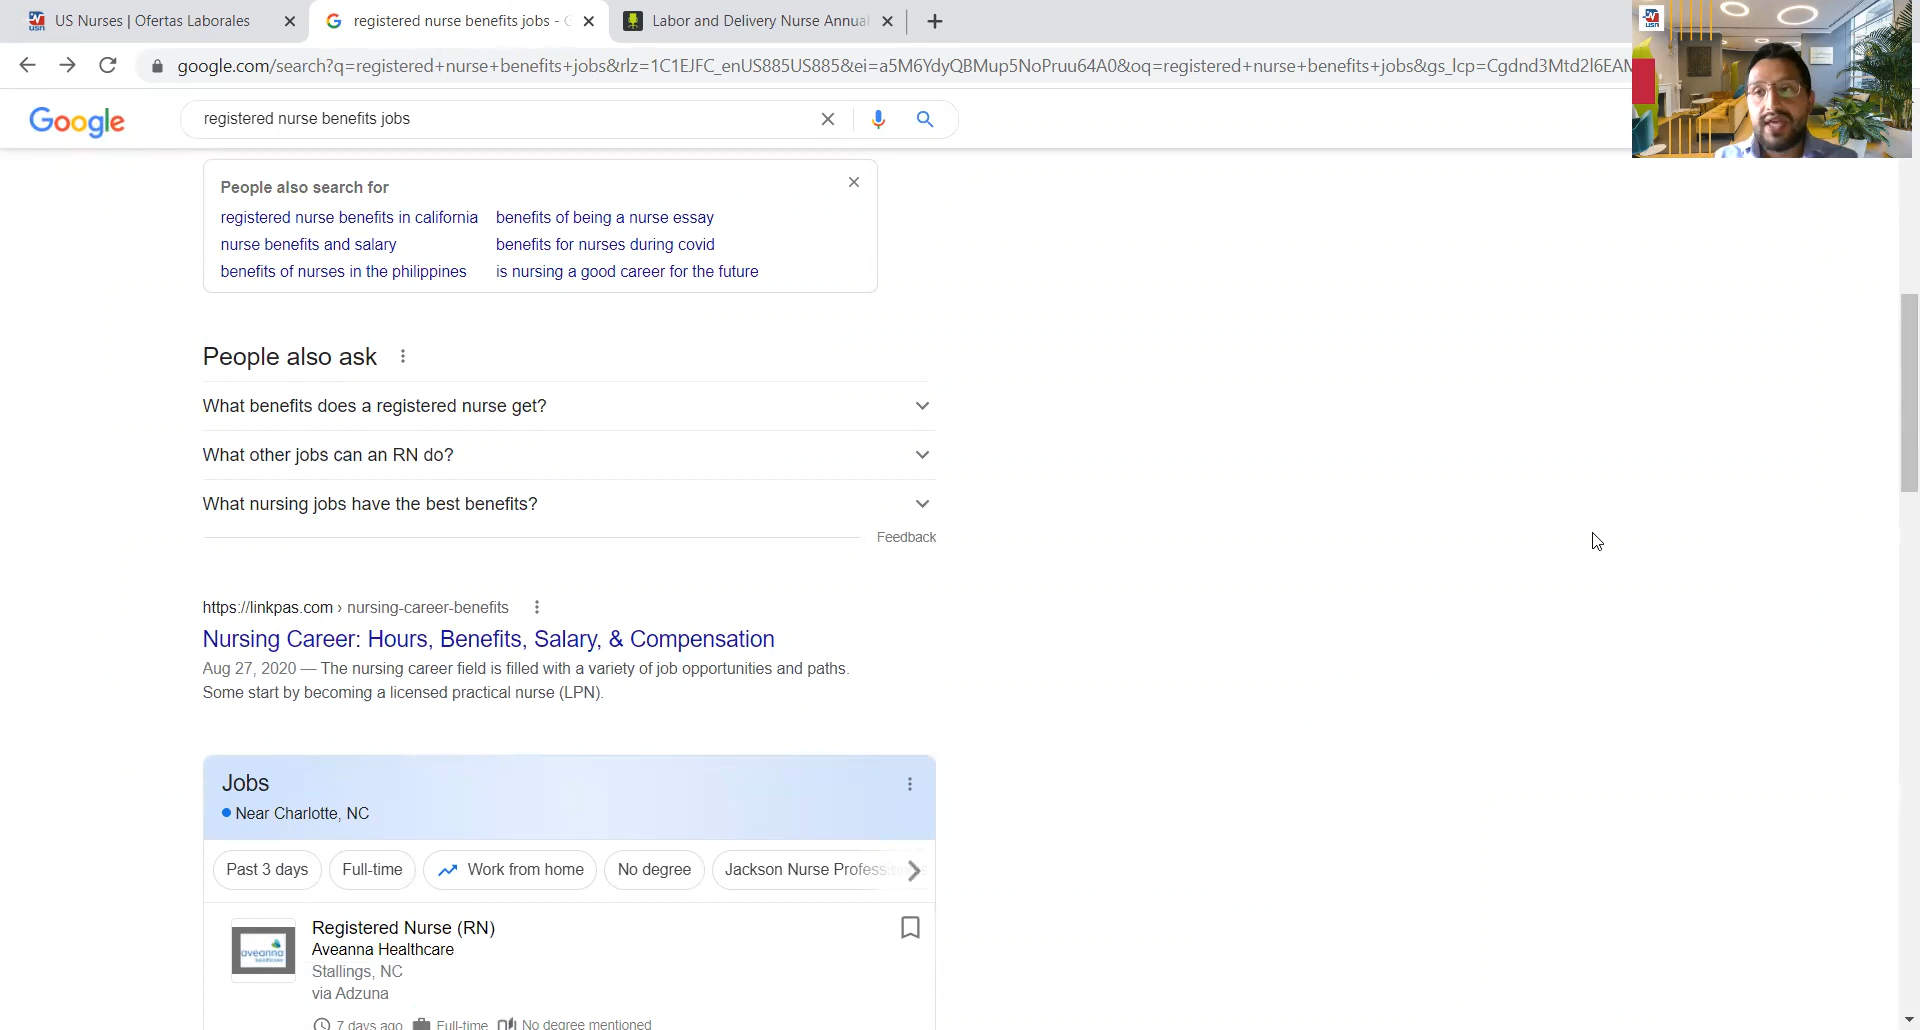 US Nurses | Ofertas Laborales
registered nurse benefits jobs -
Labor and Delivery Nurse Annual
google.com/search?q=registered+nurse+benefits+jobs&rlz=1C1EJFC_enUS885US885&ei=a5M6YdyQBMup5NoPruu64A0&oq=registered+nurse+benefits+jobs&gs_lcp=Cgdnd3Mtd2l6EAM
usn
Google
registered nurse benefits jobs
People also search for
registered nurse benefits in california
benefits of being a nurse essay
nurse benefits and salary
benefits for nurses during covid
benefits of nurses in the philippines
is nursing a good career for the future
People also ask
What benefits does a registered nurse get?
What other jobs can an RN do?
What nursing jobs have the best benefits?
Feedback
https://linkpas.com › nursing-career-benefits
Nursing Career: Hours, Benefits, Salary, & Compensation
Aug 27, 2020 — The nursing career field is filled with a variety of job opportunities and paths.
Some start by becoming a licensed practical nurse (LPN).
Jobs
Near Charlotte, NC
Past 3 days
Full-time
Work from home
No degree
Jackson Nurse Profess
Registered Nurse (RN)
Aveanna Healthcare
aveanna
healthcare
Stallings, NC
via Adzuna
7 days ago
Full-time
No degree mentioned